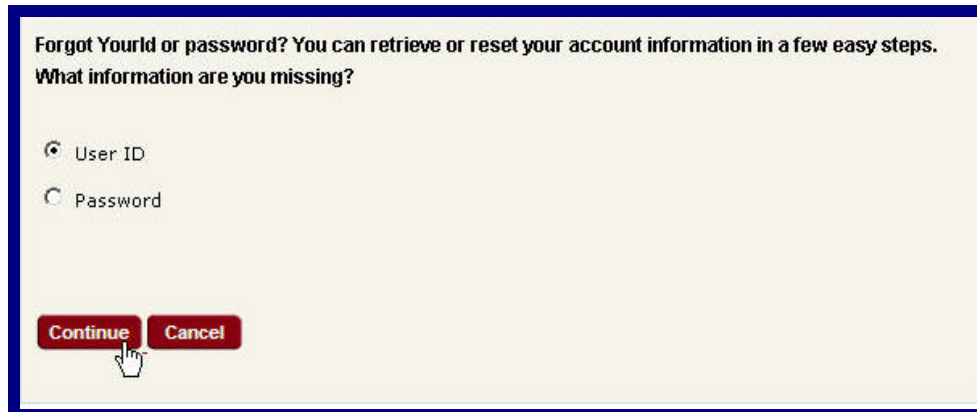 Forgot YourId or password? You can retrieve or reset your account information in a few easy steps.
What information are you missing?
User ID
Password
Continue Cancel